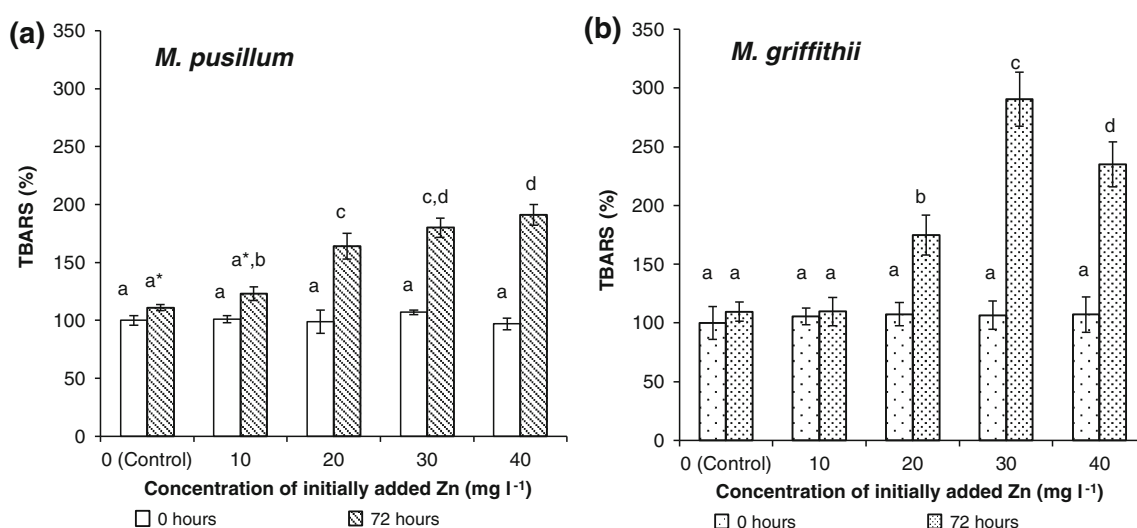 (a)
M. pusillum
TBARS (%)
350
300
250
200
150
100
50
0
a a* a a*,b a c a c,d a d
0 (Control) 10 20 30 40
Concentration of initially added Zn (mg l-1)
0 hours 72 hours
(b)
M. griffithii
TBARS (%)
350
300
250
200
150
100
50
0
a a a a a b a c a d
0 (Control) 10 20 30 40
Concentration of initially added Zn (mg l-1)
0 hours 72 hours